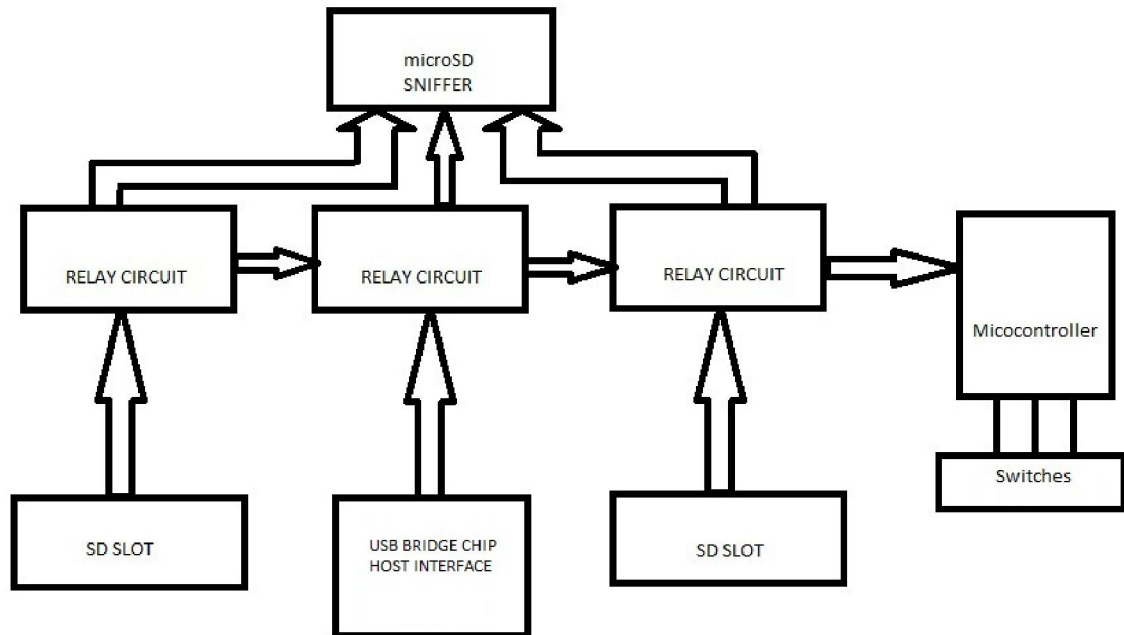 microSD
SNIFFER
RELAY CIRCUIT
RELAY CIRCUIT
RELAY CIRCUIT
Micocontroller
Switches
SD SLOT
USB BRIDGE CHIP
HOST INTERFACE
SD SLOT